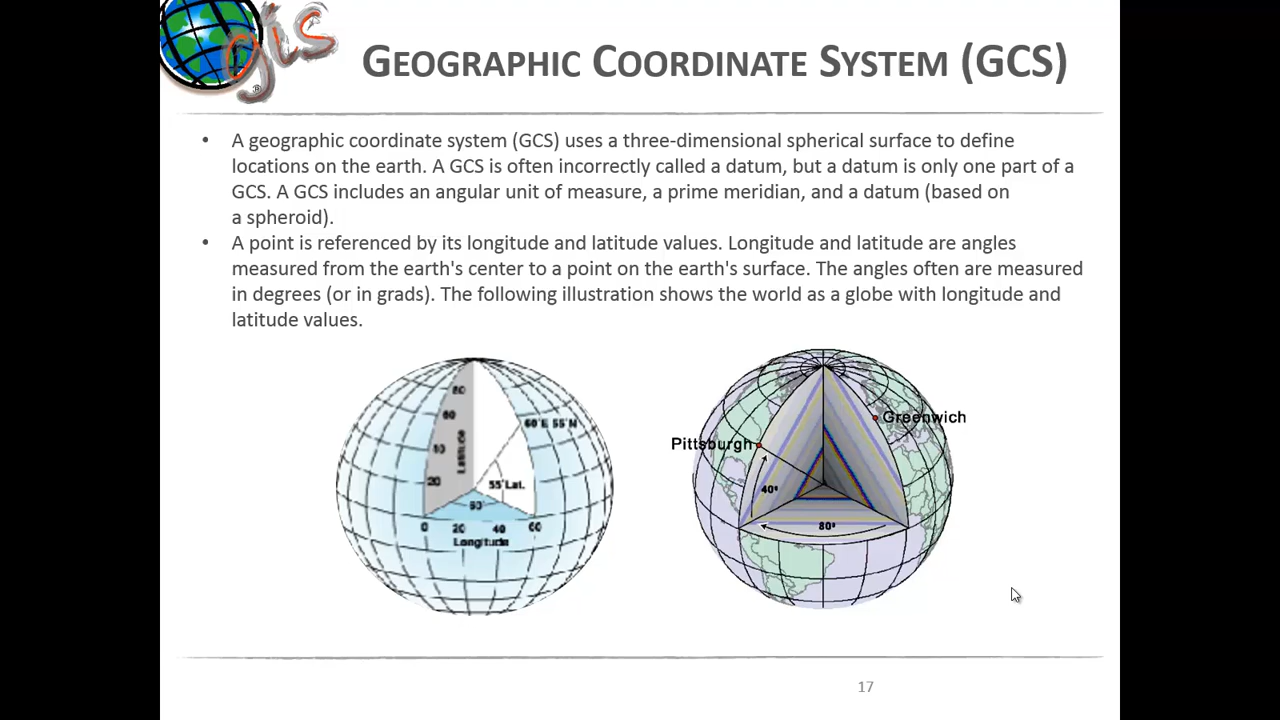 gis
GEOGRAPHIC COORDINATE SYSTEM (GCS)
• A geographic coordinate system (GCS) uses a three-dimensional spherical surface to define
locations on the earth. A GCS is often incorrectly called a datum, but a datum is only one part of a
GCS. A GCS includes an angular unit of measure, a prime meridian, and a datum (based on
a spheroid).
• A point is referenced by its longitude and latitude values. Longitude and latitude are angles
measured from the earth's center to a point on the earth's surface. The angles often are measured
in degrees (or in grads). The following illustration shows the world as a globe with longitude and
latitude values.
80
60
60°E 55°N
40
Latitude
20
55°Lat.
60°
0 20 40 60
Longitude
Greenwich
Pittsburgh
40°
80°
17